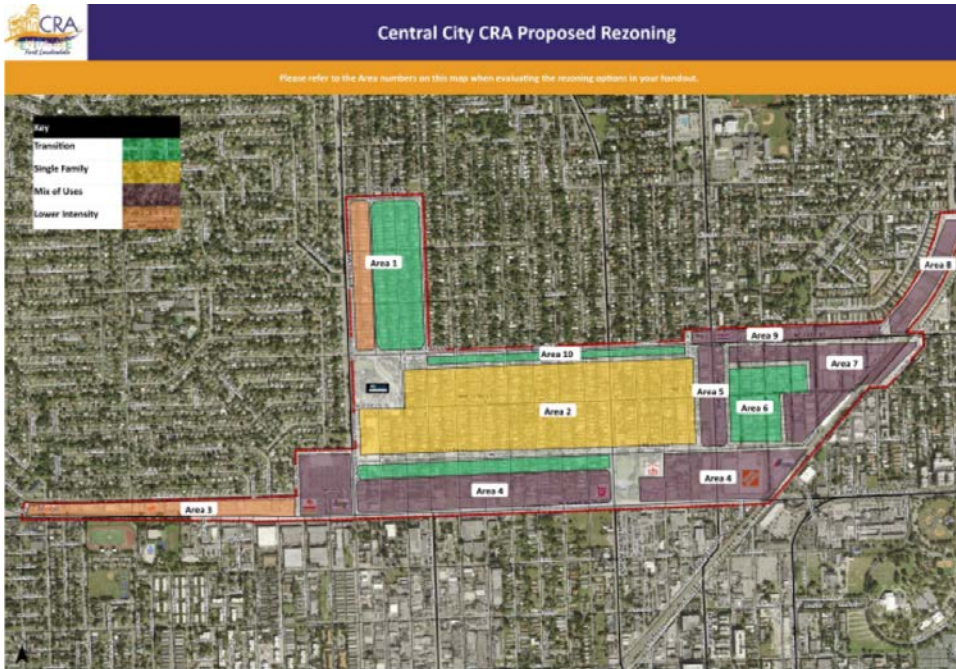 CRA
Fort Lauderdale
Central City CRA Proposed Rezoning
Please refer to the Area numbers on this map when evaluating the rezoning options in your handout.
Key
Transition
Single Family
Mix of Uses
Lower Intensity
Area 1
Area 8
Area 9
Area 10
Area 7
Area 5
Area 2
Area 6
Area 4
Area 4
Area 3